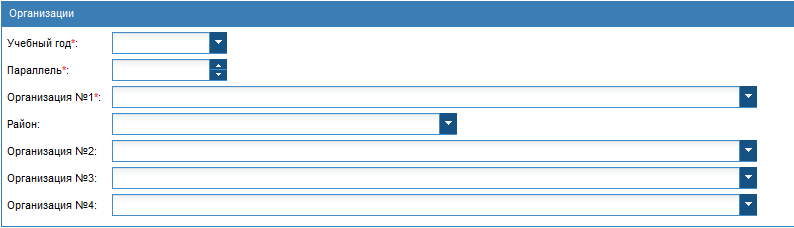 Организации
Учебный год*:
Параллель*:
Организация №1*:
Район:
Организация №2:
Организация №3:
Организация №4: